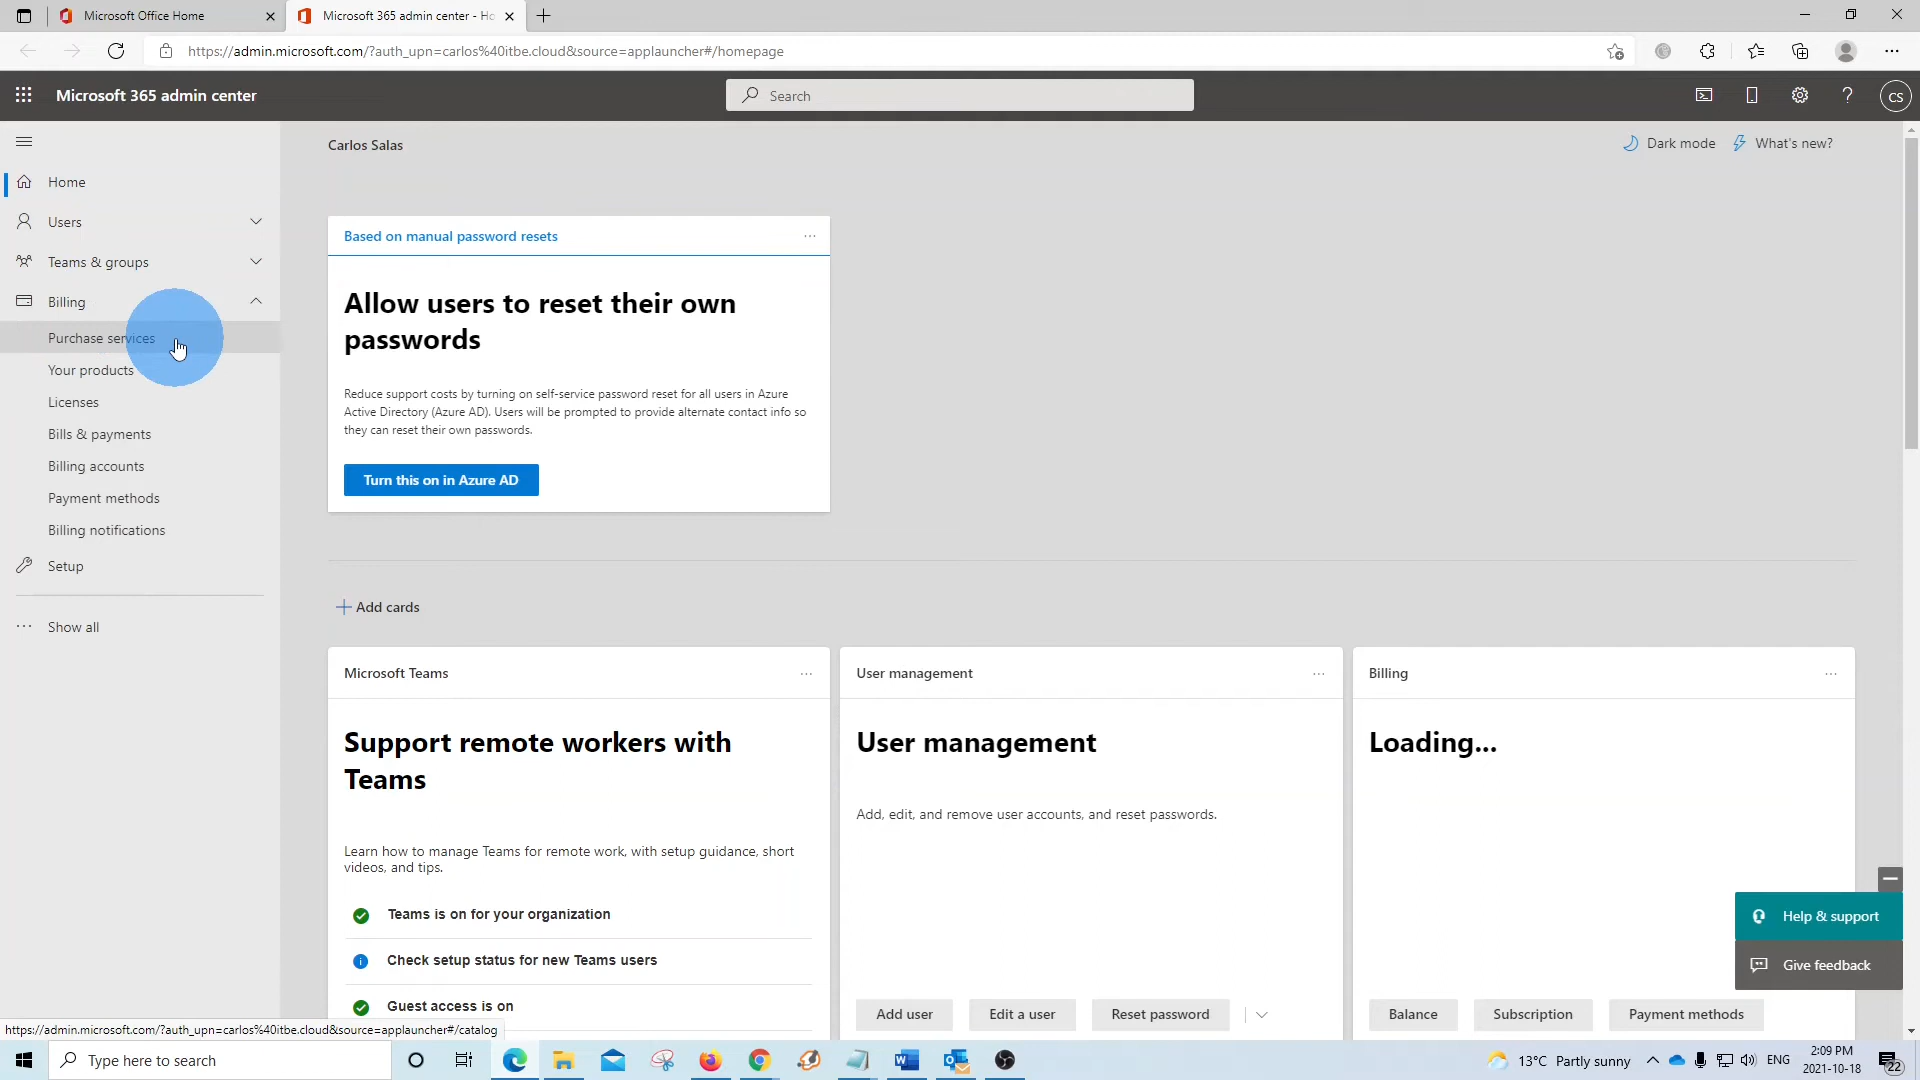 Microsoft Office Home
Microsoft 365 admin center - Ho
https://admin.microsoft.com/?auth_upn=carlos%40itbe.cloud&source=applauncher#/homepage
Microsoft 365 admin center
Search
CS
Carlos Salas
Dark mode
What's new?
Home
Users
Teams & groups
Billing
Purchase services
Your products
Licenses
Bills & payments
Billing accounts
Payment methods
Billing notifications
Setup
Show all
Based on manual password resets
Allow users to reset their own
passwords
Reduce support costs by turning on self-service password reset for all users in Azure
Active Directory (Azure AD). Users will be prompted to provide alternate contact info so
they can reset their own passwords.
Turn this on in Azure AD
Add cards
Microsoft Teams
Support remote workers with
Teams
Learn how to manage Teams for remote work, with setup guidance, short
videos, and tips.
Teams is on for your organization
Check setup status for new Teams users
Guest access is on
User management
User management
Add, edit, and remove user accounts, and reset passwords.
Add user
Edit a user
Reset password
Billing
Loading...
Balance
Subscription
Payment methods
Help & support
Give feedback
https://admin.microsoft.com/?auth_upn=carlos%40itbe.cloud&source=applauncher#/catalog
Type here to search
13°C Partly sunny
ENG
2:09 PM
2021-10-18
22